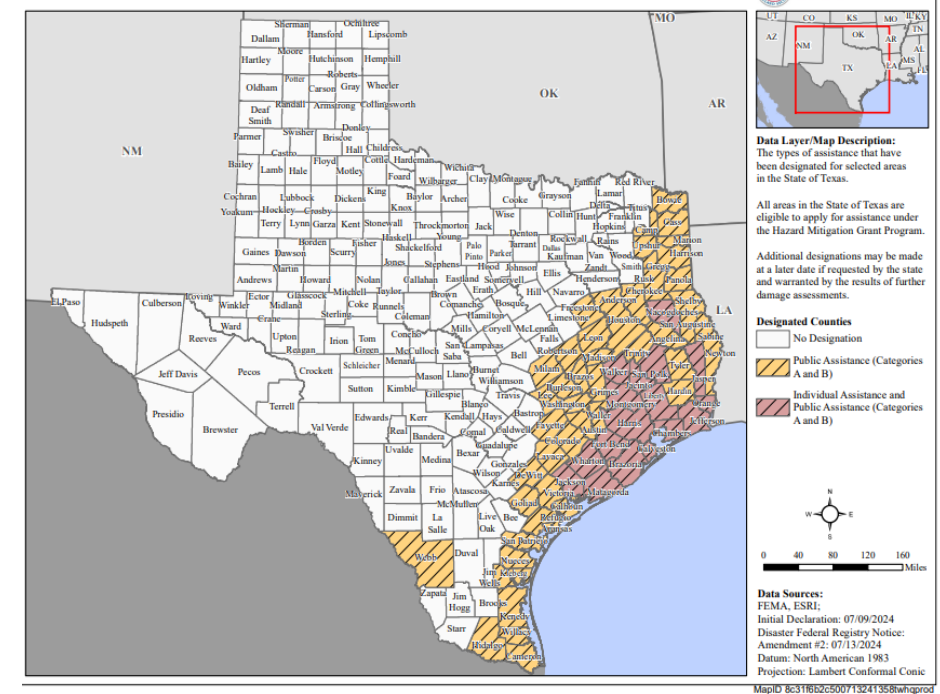 MO
OK
AR
NM
LA
Sherman
Ochiltree
Dallam
Hansford
Lipscomb
Hartley
Moore
Hutchinson
Hemphill
Roberts
Oldham
Potter
Carson
Gray
Wheeler
Deaf
Smith
Randall
Armstrong
Collingsworth
Donley
Parmer
Castro
Swisher
Briscoe
Hall
Childress
Bailey
Lamb
Hale
Floyd
Motley
Cottle
Hardeman
Foard
Wilbarger
Wichita
Clay
Montague
Cooke
Grayson
Fannin
Lamar
Red River
Bowie
Cochran
Hockley
Lubbock
Crosby
Dickens
King
Knox
Baylor
Archer
Wise
Denton
Collin
Hunt
Delta
Hopkins
Franklin
Titus
Camp
Cass
Marion
Yoakum
Terry
Lynn
Garza
Kent
Stonewall
Haskell
Throckmorton
Young
Jack
Gaines
Dawson
Borden
Scurry
Fisher
Jones
Shackelford
Stephens
Palo
Pinto
Parker
Tarrant
Dallas
Rockwall
Kaufman
Rains
Van
Zandt
Wood
Upshur
Harrison
Smith
Gregg
Andrews
Martin
Howard
Mitchell
Nolan
Taylor
Callahan
Eastland
Erath
Hood
Somervell
Johnson
Ellis
Henderson
Rusk
Panola
El Paso
Hudspeth
Culberson
Loving
Winkler
Ector
Midland
Glasscock
Sterling
Coke
Runnels
Coleman
Brown
Comanche
Hamilton
Bosque
Hill
Navarro
Freestone
Anderson
Cherokee
Shelby
Nacogdoches
San Augustine
Sabine
Reeves
Ward
Crane
Upton
Reagan
Irion
Tom
Green
Concho
McCulloch
San
Saba
Mills
Lampasas
Coryell
McLennan
Limestone
Falls
Leon
Houston
Angelina
Newton
Jeff Davis
Pecos
Crockett
Schleicher
Menard
Mason
Llano
Burnet
Bell
Williamson
Milam
Robertson
Madison
Brazos
Walker
Trinity
Polk
San
Jacinto
Tyler
Jasper
Hardin
Orange
Presidio
Brewster
Terrell
Val Verde
Sutton
Kimble
Gillespie
Blanco
Travis
Lee
Burleson
Washington
Grimes
Montgomery
Liberty
Jefferson
Edwards
Real
Kerr
Bandera
Kendall
Comal
Hays
Caldwell
Bastrop
Fayette
Austin
Waller
Harris
Chambers
Galveston
Kinney
Uvalde
Medina
Bexar
Guadalupe
Gonzales
Lavaca
Colorado
Fort Bend
Wharton
Brazoria
Maverick
Zavala
Frio
Atascosa
Wilson
Karnes
DeWitt
Victoria
Jackson
Matagorda
Dimmit
La
Salle
McMullen
Live
Oak
Bee
Goliad
Refugio
Calhoun
Aransas
San Patricio
Webb
Duval
Jim
Wells
Nueces
Kleberg
Zapata
Jim
Hogg
Brooks
Kenedy
Starr
Hidalgo
Willacy
Cameron
UT
CO
KS
MO
IL
KY
AZ
NM
OK
AR
TN
TX
LA
MS
AL
FL
Data Layer/Map Description:
The types of assistance that have
been designated for selected areas
in the State of Texas.
All areas in the State of Texas are
eligible to apply for assistance under
the Hazard Mitigation Grant Program.
Additional designations may be made
at a later date if requested by the state
and warranted by the results of further
damage assessments.
Designated Counties
No Designation
Public Assistance (Categories
A and B)
Individual Assistance and
Public Assistance (Categories
A and B)
N
W
E
S
0 40 80 120 160
Miles
Data Sources:
FEMA, ESRI;
Initial Declaration: 07/09/2024
Disaster Federal Registry Notice:
Amendment #2: 07/13/2024
Datum: North American 1983
Projection: Lambert Conformal Conic
MapID 8c31f6b2c500713241358twhqprod